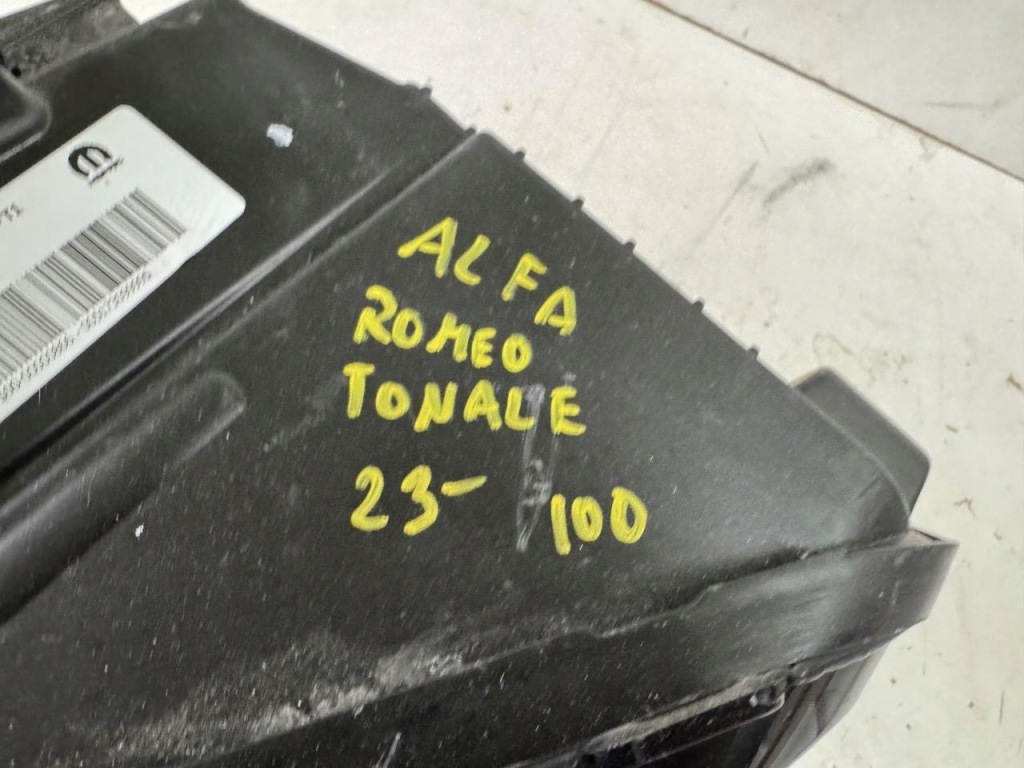 ALFA
ROMEO
TONALE
23- 100